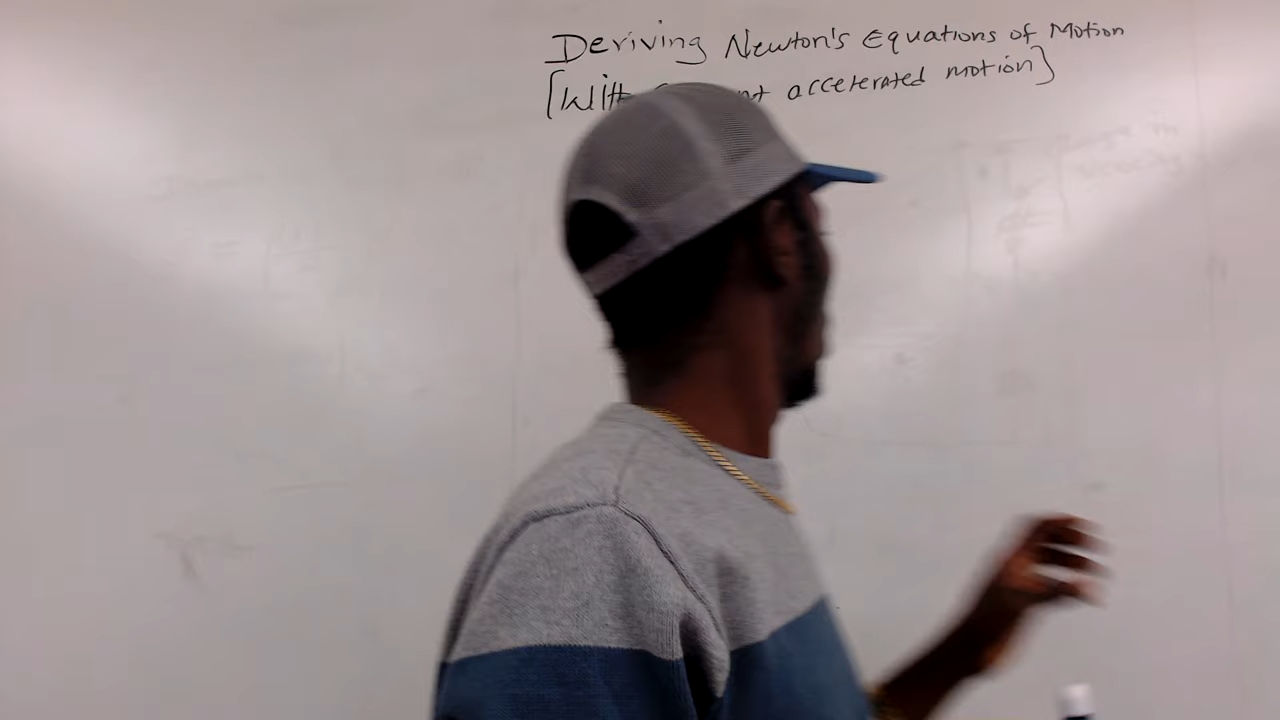 Deriving Newton's Equations of Motion
[With accelerated motion]